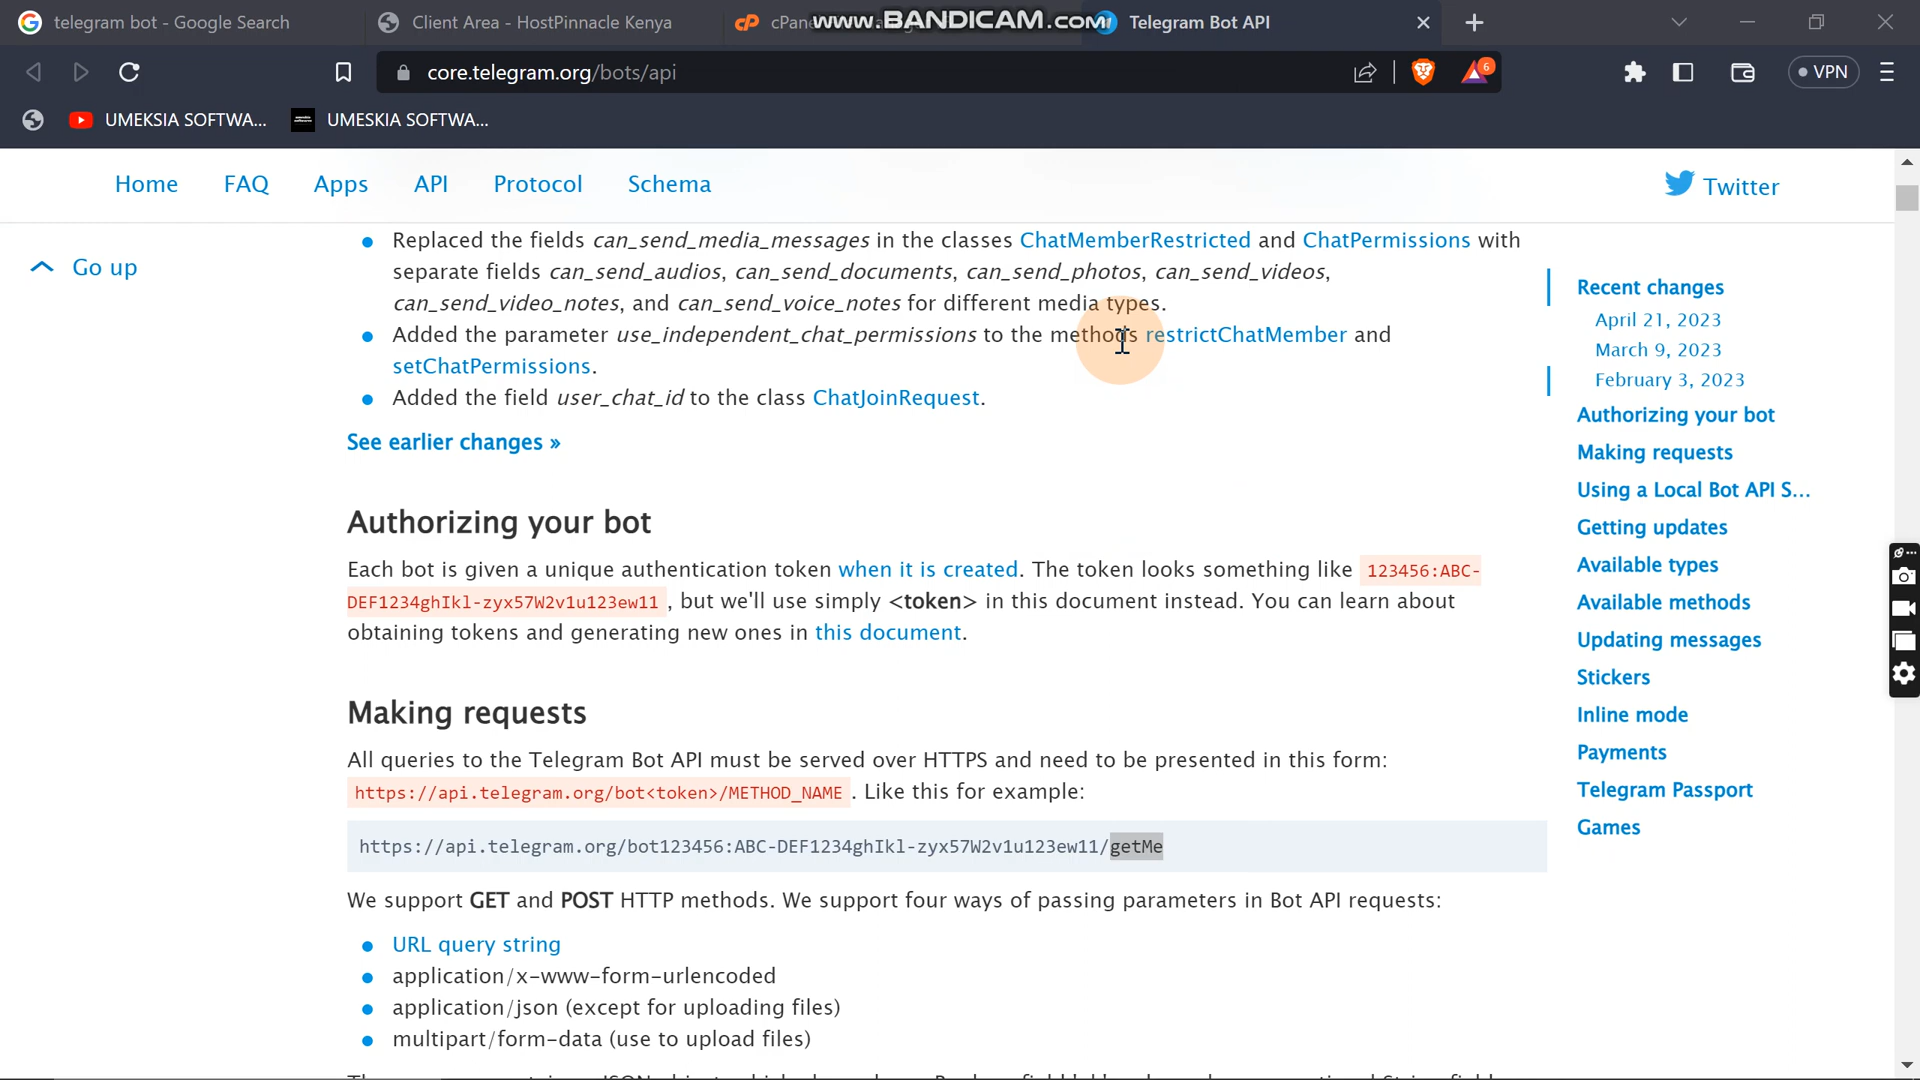 telegram bot - Google Search
Client Area - HostPinnacle Kenya
cPane
www.BANDICAM.com
Telegram Bot API
core.telegram.org/bots/api
6
VPN
UMEKSIA SOFTWA...
UMESKIA SOFTWA...
Home
FAQ
Apps
API
Protocol
Schema
Twitter
Go up
Replaced the fields can_send_media_messages in the classes ChatMemberRestricted and ChatPermissions with
separate fields can_send_audios, can_send_documents, can_send_photos, can_send_videos,
can_send_video_notes, and can_send_voice_notes for different media types.
Added the parameter use_independent_chat_permissions to the methods restrictChatMember and
setChatPermissions.
Added the field user_chat_id to the class ChatJoinRequest.
See earlier changes »
Authorizing your bot
Each bot is given a unique authentication token when it is created. The token looks something like 123456:ABC-
DEF1234ghIkl-zyx57W2v1u123ew11, but we'll use simply <token> in this document instead. You can learn about
obtaining tokens and generating new ones in this document.
Making requests
All queries to the Telegram Bot API must be served over HTTPS and need to be presented in this form:
https://api.telegram.org/bot<token>/METHOD_NAME. Like this for example:
https://api.telegram.org/bot123456:ABC-DEF1234ghIkl-zyx57W2v1u123ew11/getMe
We support GET and POST HTTP methods. We support four ways of passing parameters in Bot API requests:
URL query string
application/x-www-form-urlencoded
application/json (except for uploading files)
multipart/form-data (use to upload files)
Recent changes
April 21, 2023
March 9, 2023
February 3, 2023
Authorizing your bot
Making requests
Using a Local Bot API S...
Getting updates
Available types
Available methods
Updating messages
Stickers
Inline mode
Payments
Telegram Passport
Games